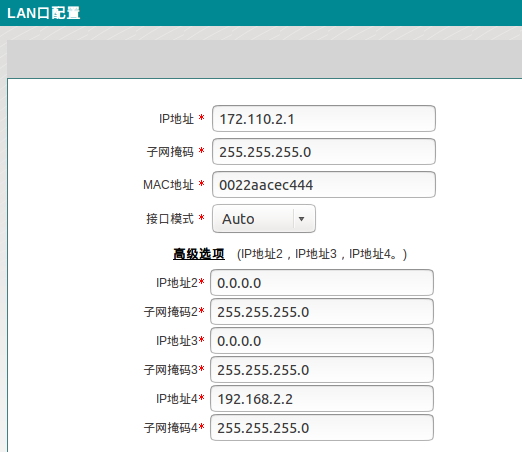 LAN口配置
IP地址 * 172.110.2.1
子网掩码 * 255.255.255.0
MAC地址 * 0022aacec444
接口模式 * Auto
高级选项 (IP地址2，IP地址3，IP地址4。)
IP地址2* 0.0.0.0
子网掩码2* 255.255.255.0
IP地址3* 0.0.0.0
子网掩码3* 255.255.255.0
IP地址4* 192.168.2.2
子网掩码4* 255.255.255.0